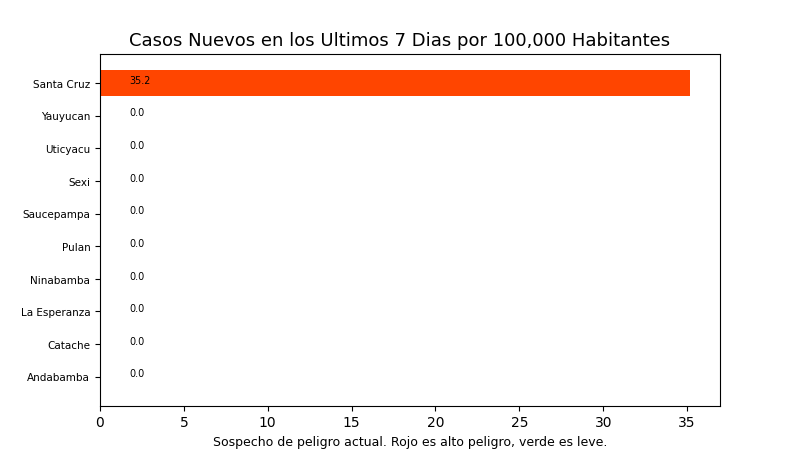 Casos Nuevos en los Ultimos 7 Dias por 100,000 Habitantes
Santa Cruz 35.2
Yauyucan 0.0
Uticyacu 0.0
Sexi 0.0
Saucepampa 0.0
Pulan 0.0
Ninabamba 0.0
La Esperanza 0.0
Catache 0.0
Andabamba 0.0
0 5 10 15 20 25 30 35
Sospecho de peligro actual. Rojo es alto peligro, verde es leve.